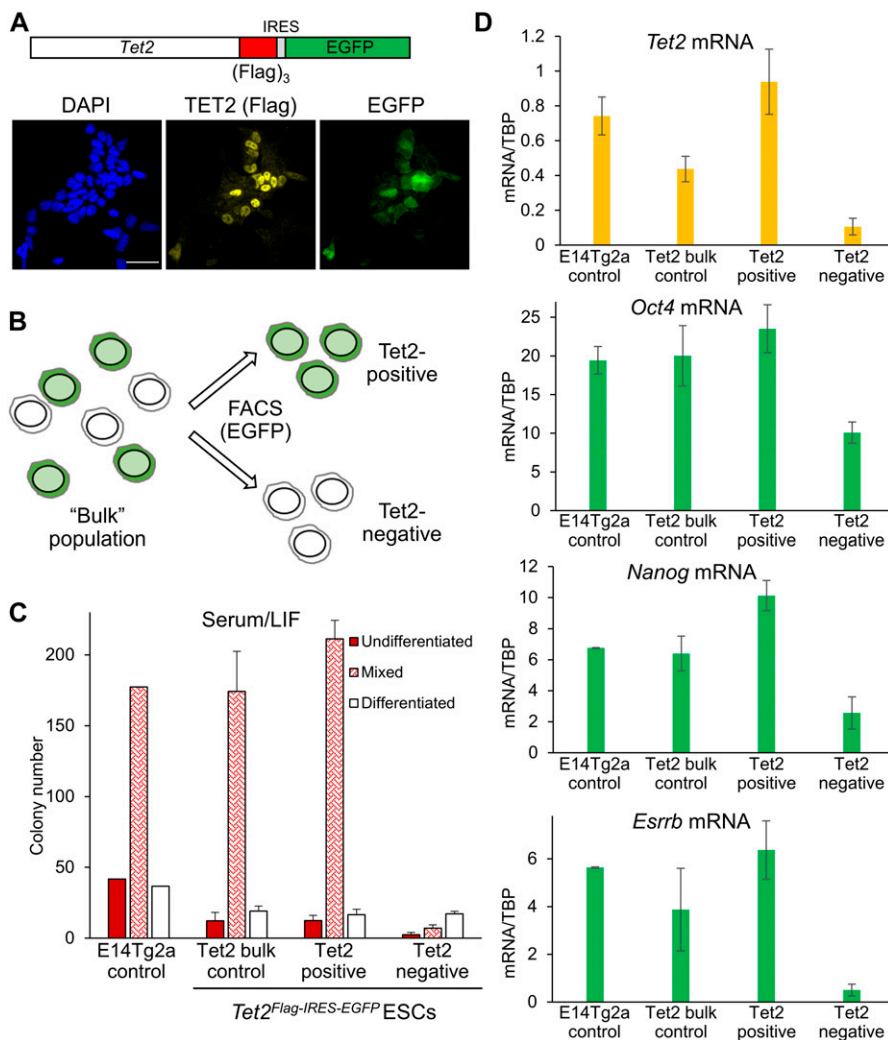 A
IRES
Tet2
EGFP
(Flag)3
DAPI
TET2 (Flag)
EGFP
B
Tet2-
positive
FACS
(EGFP)
"Bulk"
population
Tet2-
negative
C
Serum/LIF
Undifferentiated
Mixed
Differentiated
Colony number
200
150
100
50
0
E14Tg2a
control
Tet2 bulk
control
Tet2
positive
Tet2
negative
Tet2Flag-IRES-EGFP ESCs
D
Tet2 mRNA
mRNA/TBP
1.2
1
0.8
0.6
0.4
0.2
0
E14Tg2a
control
Tet2 bulk
control
Tet2
positive
Tet2
negative
Oct4 mRNA
mRNA/TBP
25
20
15
10
5
0
E14Tg2a
control
Tet2 bulk
control
Tet2
positive
Tet2
negative
Nanog mRNA
mRNA/TBP
12
10
8
6
4
2
0
E14Tg2a
control
Tet2 bulk
control
Tet2
positive
Tet2
negative
Esrrb mRNA
mRNA/TBP
6
4
2
0
E14Tg2a
control
Tet2 bulk
control
Tet2
positive
Tet2
negative